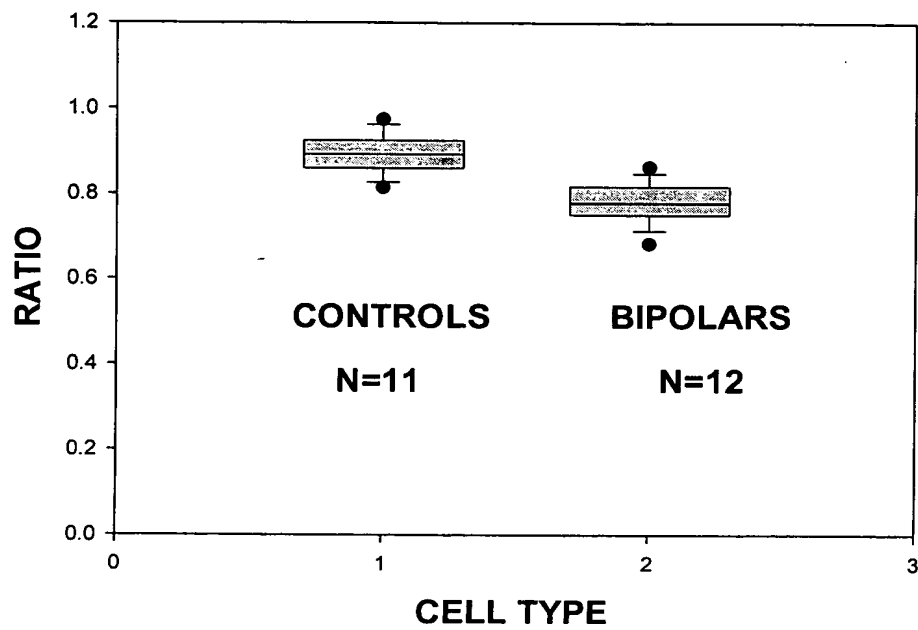 1.2
1.0
0.8
0.6
0.4
0.2
0.0
RATIO
CONTROLS
BIPOLARS
N=11
N=12
0
1
2
3
CELL TYPE